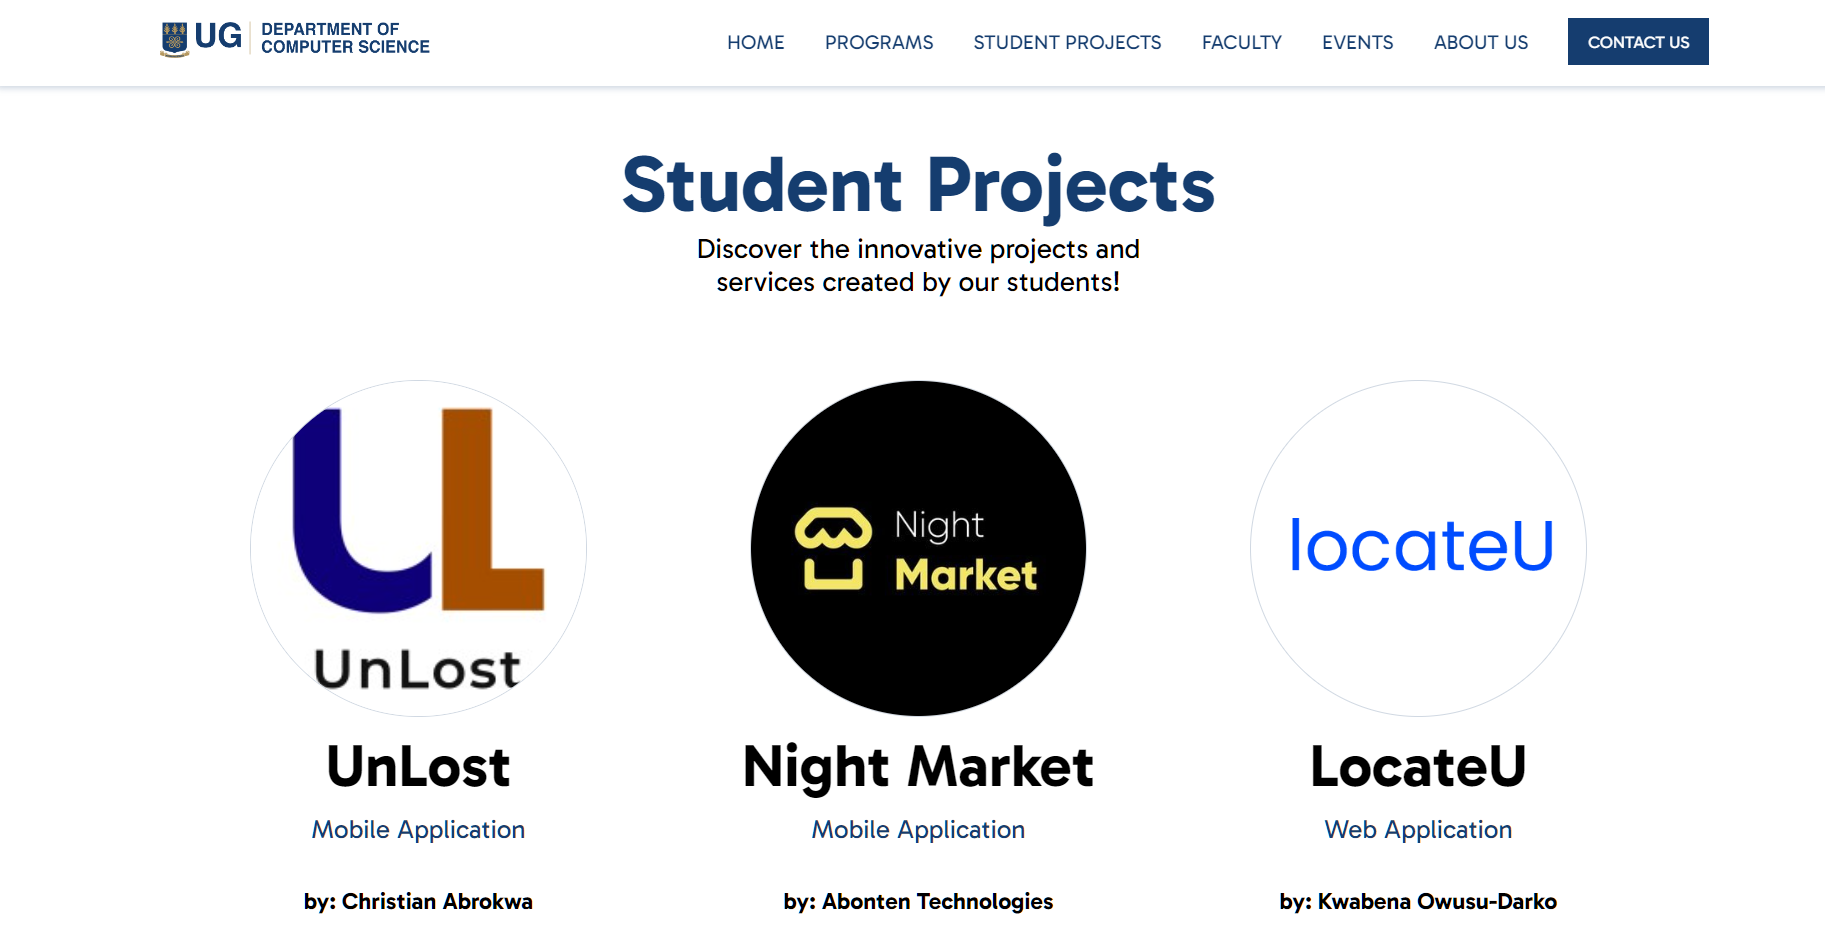 UG DEPARTMENT OF
COMPUTER SCIENCE
HOME PROGRAMS STUDENT PROJECTS FACULTY EVENTS ABOUT US CONTACT US
Student Projects
Discover the innovative projects and
services created by our students!
UL
UnLost
Night
Market
locateU
UnLost
Night Market
LocateU
Mobile Application
Mobile Application
Web Application
by: Christian Abrokwa
by: Abonten Technologies
by: Kwabena Owusu-Darko